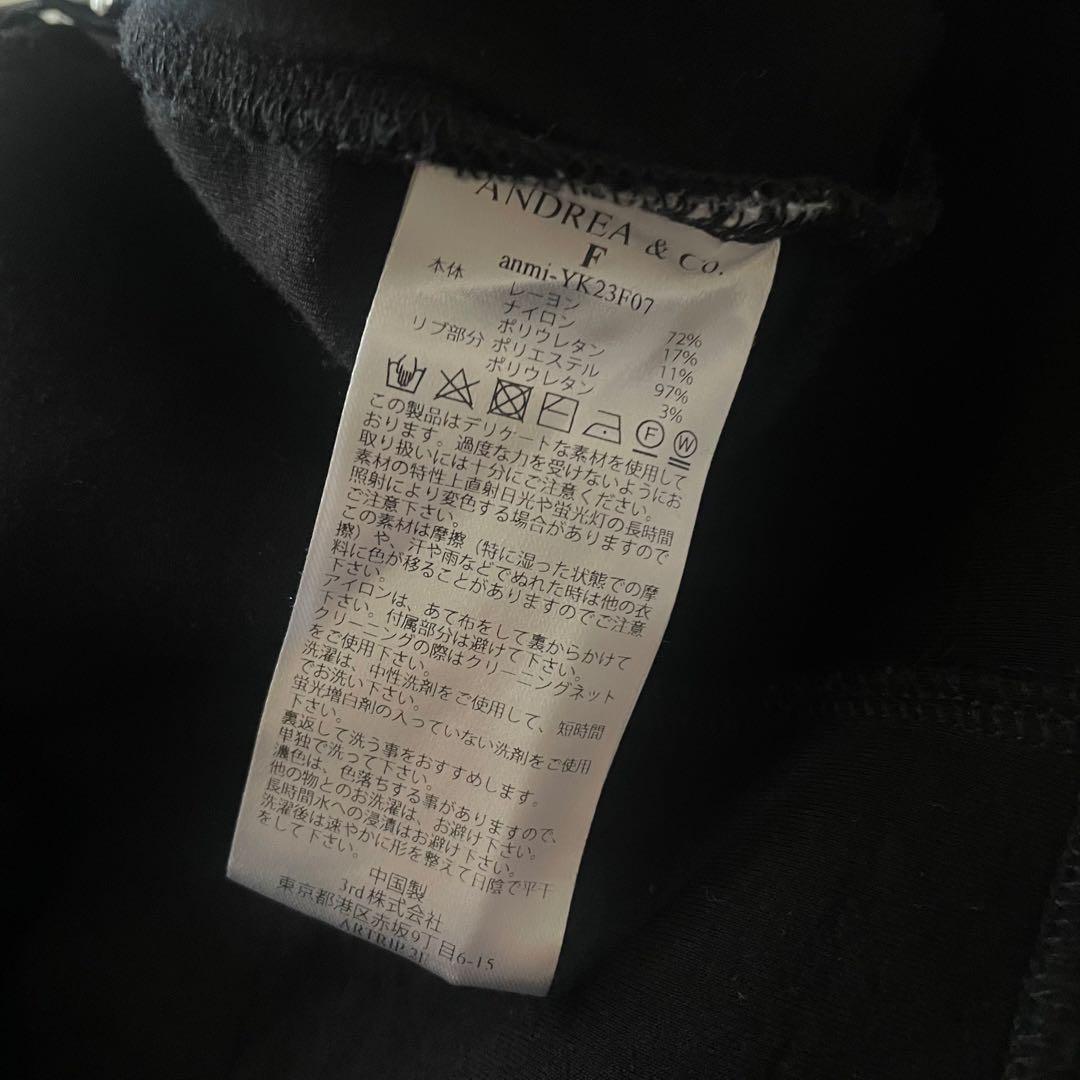 ANDREA & Co.
F
anmi-YK23F07
本体 レーヨン 72%
ナイロン 17%
ポリウレタン 11%
リブ部分 ポリエステル 97%
ポリウレタン 3%
F W
この製品はデリケートな素材を使用して
おります。過度な力を受けないようにお
取り扱いには十分にご注意ください。
素材の特性上直射日光や蛍光灯の長時間
照射により変色する場合がありますので
ご注意下さい。
この素材は摩擦（特に湿った状態での摩
擦）や、汗や雨などでぬれた時は他の衣
料に色が移ることがありますのでご注意
下さい。
アイロンは、あて布をして裏からかけて
下さい。付属部分は避けて下さい。
クリーニングの際はクリーニングネット
をご使用下さい。
洗濯は、中性洗剤をご使用して、短時間
でお洗い下さい。
蛍光増白剤の入っていない洗剤をご使用
下さい。
裏返して洗う事をおすすめします。
単独で洗って下さい。
濃色は、色落ちする事がありますので、
他の物とのお洗濯は、お避け下さい。
長時間水への浸漬はお避け下さい。
洗濯後は速やかに形を整えて日陰で平干
をして下さい。
中国製
3rd株式会社
東京都港区赤坂9丁目6-15